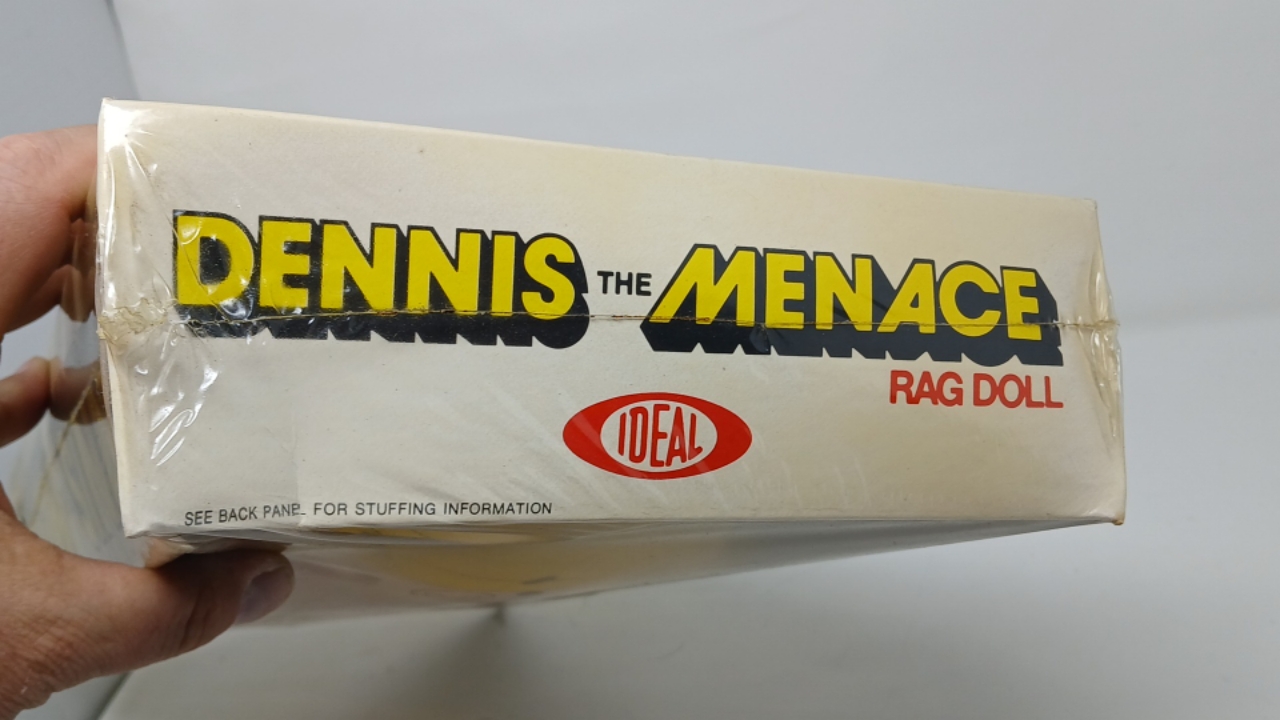 DENNIS THE MENACE
RAG DOLL
IDEAL
SEE BACK PANEL FOR STUFFING INFORMATION